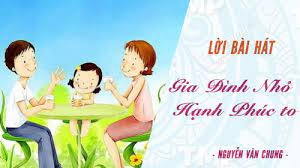 LỜI BÀI HÁT
Gia Đình Nhỏ
Hạnh Phúc to
- NGUYỄN VĂN CHUNG -